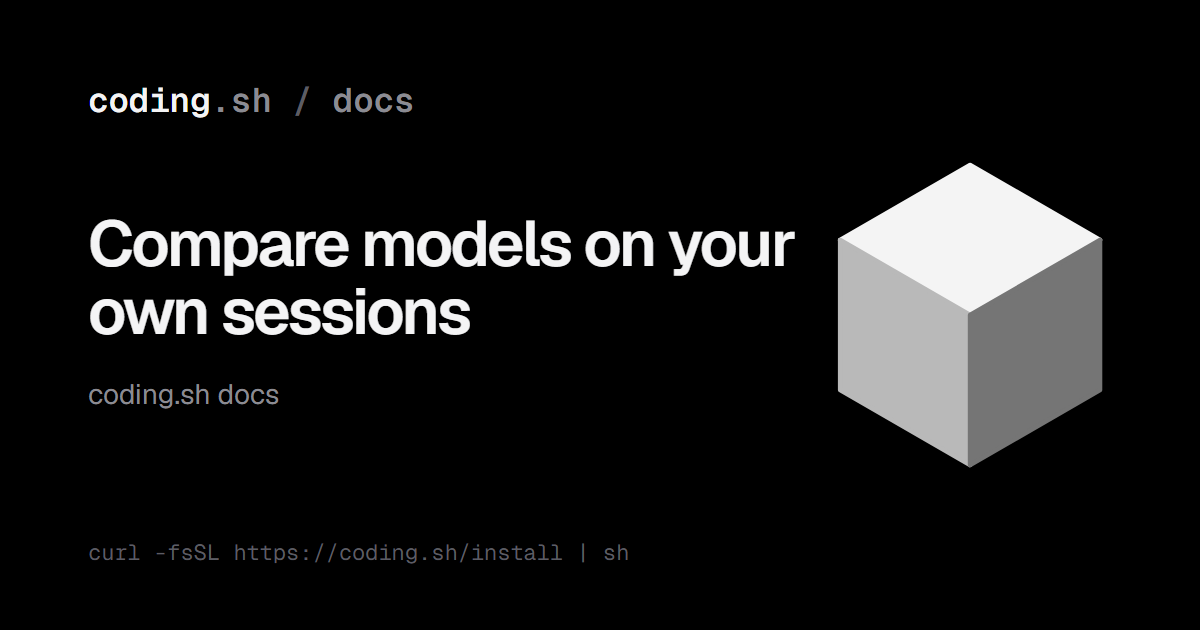 coding.sh / docs
Compare models on your
own sessions
coding.sh docs
curl -fsSL https://coding.sh/install | sh